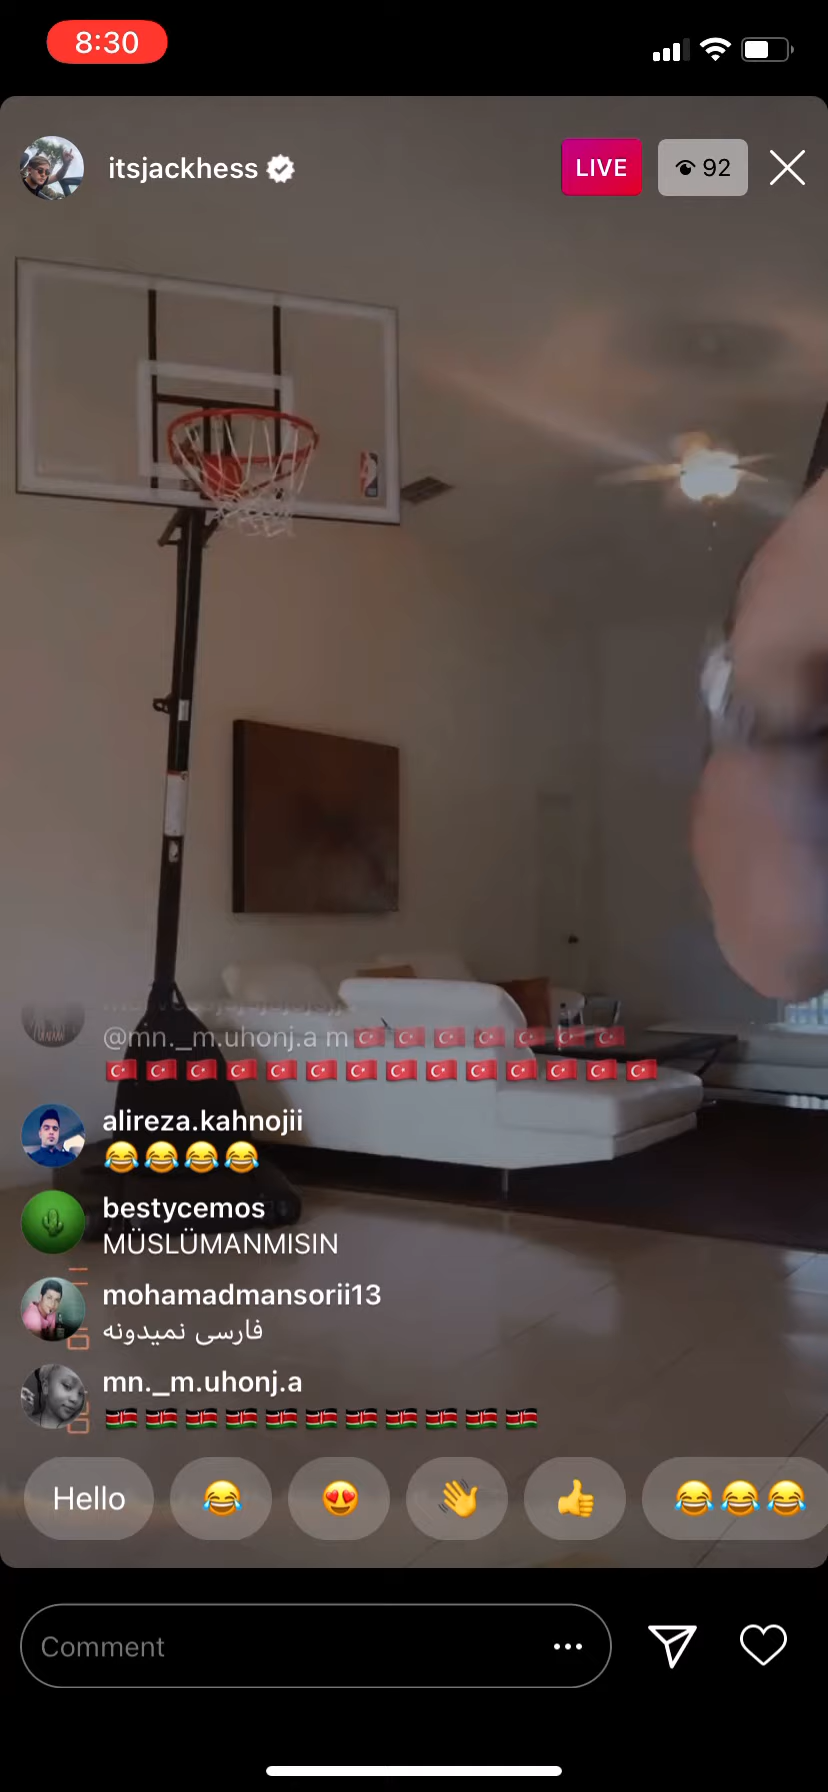 8:30
itsjackhess
LIVE
92
@mn._m.uhonj.a m🇹🇷🇹🇷🇹🇷🇹🇷🇹🇷🇹🇷🇹🇷
🇹🇷🇹🇷🇹🇷🇹🇷🇹🇷🇹🇷🇹🇷🇹🇷🇹🇷🇹🇷🇹🇷🇹🇷🇹🇷🇹🇷
alireza.kahnojii
😂😂😂😂
bestycemos
MÜSLÜMANMISIN
mohamadmansorii13
فارسی نمیدونه
mn._m.uhonj.a
🇰🇪🇰🇪🇰🇪🇰🇪🇰🇪🇰🇪🇰🇪🇰🇪🇰🇪🇰🇪🇰🇪
Hello 😂 😍 👋 👍 😂😂😂
Comment